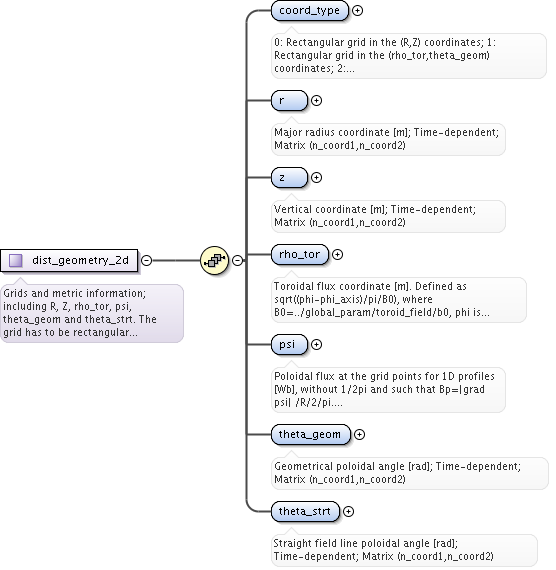 coord_type
0: Rectangular grid in the (R,Z) coordinates; 1:
Rectangular grid in the (rho_tor,theta_geom)
coordinates; 2:...
r
Major radius coordinate [m]; Time-dependent;
Matrix (n_coord1,n_coord2)
z
Vertical coordinate [m]; Time-dependent;
Matrix (n_coord1,n_coord2)
dist_geometry_2d
Grids and metric information;
including R, Z, rho_tor, psi,
theta_geom and theta_strt. The
grid has to be rectangular...
rho_tor
Toroidal flux coordinate [m]. Defined as
sqrt((phi-phi_axis)/pi/B0), where
B0=../global_param/toroid_field/b0, phi is...
psi
Poloidal flux at the grid points for 1D profiles
[Wb], without 1/2pi and such that Bp=|grad
psi| /R/2/pi....
theta_geom
Geometrical poloidal angle [rad]; Time-dependent;
Matrix (n_coord1,n_coord2)
theta_strt
Straight field line poloidal angle [rad];
Time-dependent; Matrix (n_coord1,n_coord2)